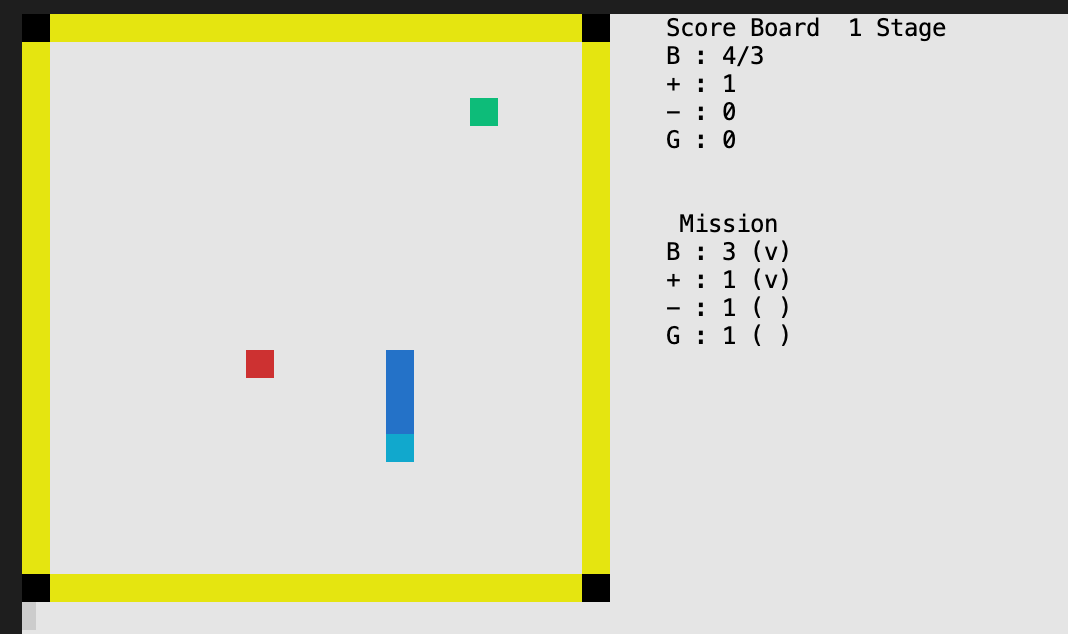 Score Board  1 Stage
B : 4/3
+ : 1
− : 0
G : 0
Mission
B : 3 (v)
+ : 1 (v)
− : 1 ( )
G : 1 ( )